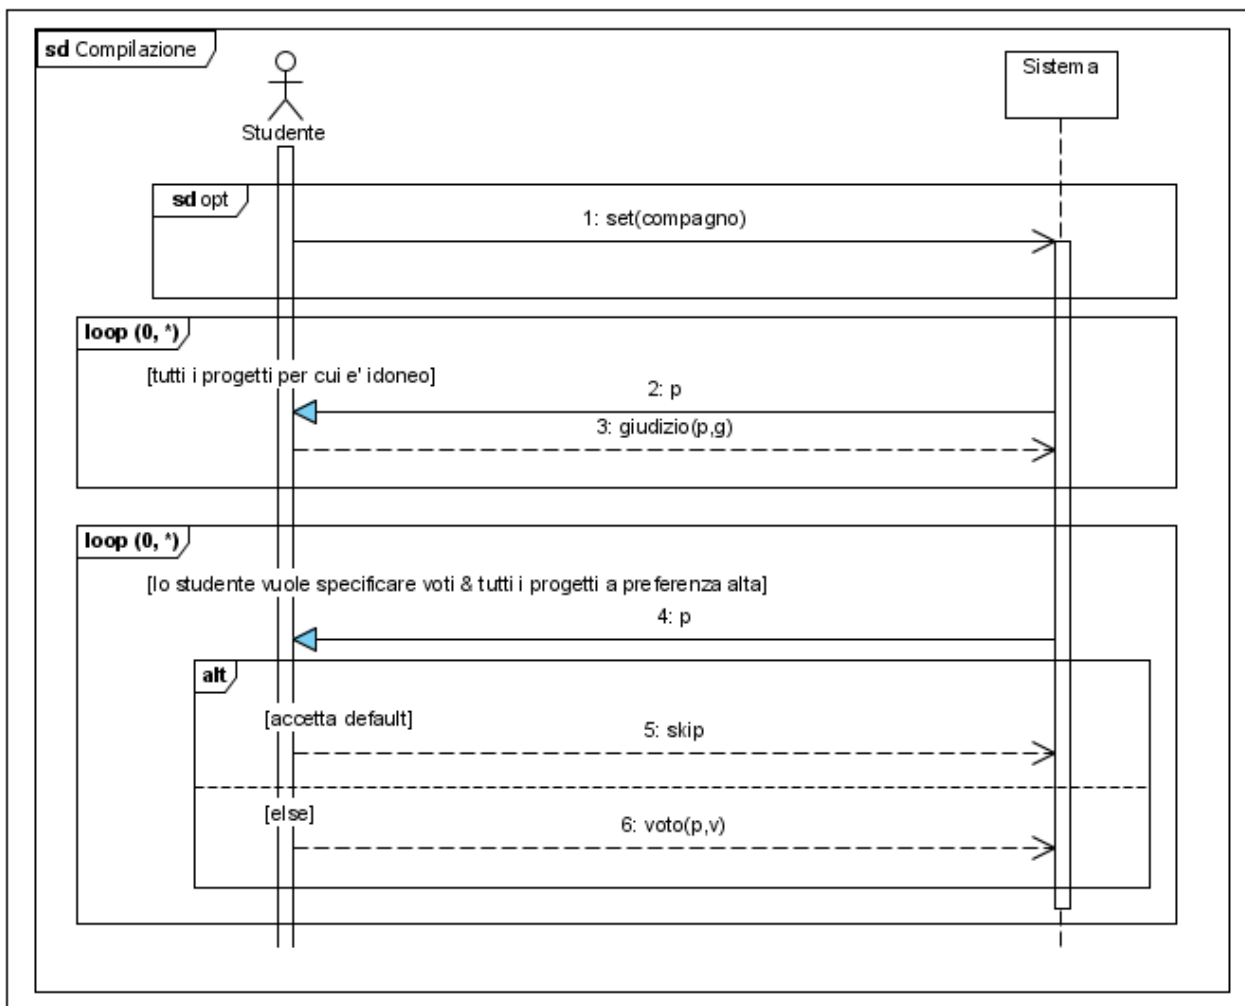 sd Compilazione
Sistema
Studente
sd opt
1: set(compagno)
loop (0, *)
[tutti i progetti per cui e' idoneo]
2: p
3: giudizio(p,g)
loop (0, *)
[lo studente vuole specificare voti & tutti i progetti a preferenza alta]
4: p
alt
[accetta default]
5: skip
[else]
6: voto(p,v)